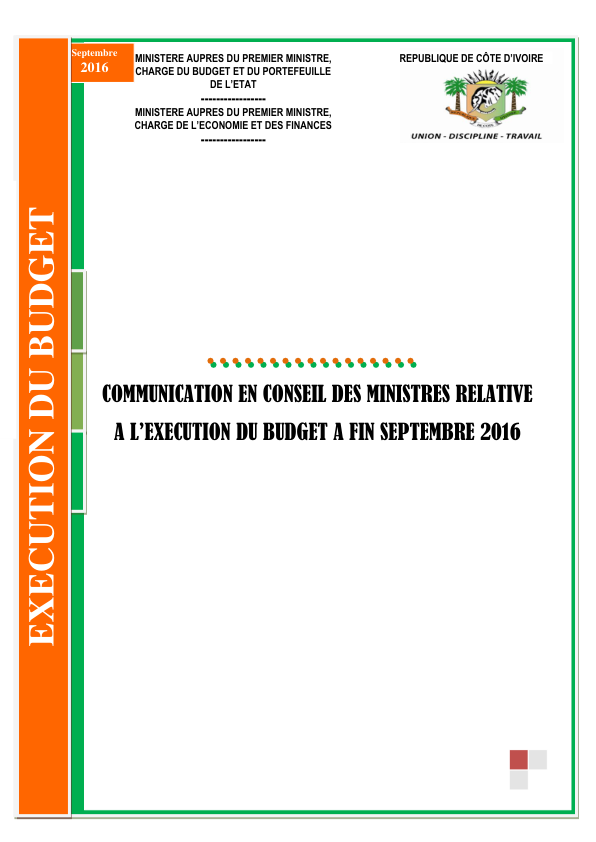 Septembre
2016
MINISTERE AUPRES DU PREMIER MINISTRE,
CHARGE DU BUDGET ET DU PORTEFEUILLE
DE L'ETAT
-----------------
MINISTERE AUPRES DU PREMIER MINISTRE,
CHARGE DE L'ECONOMIE ET DES FINANCES
-----------------
REPUBLIQUE DE CÔTE D'IVOIRE
UNION - DISCIPLINE - TRAVAIL
EXECUTION DU BUDGET
COMMUNICATION EN CONSEIL DES MINISTRES RELATIVE
A L'EXECUTION DU BUDGET A FIN SEPTEMBRE 2016